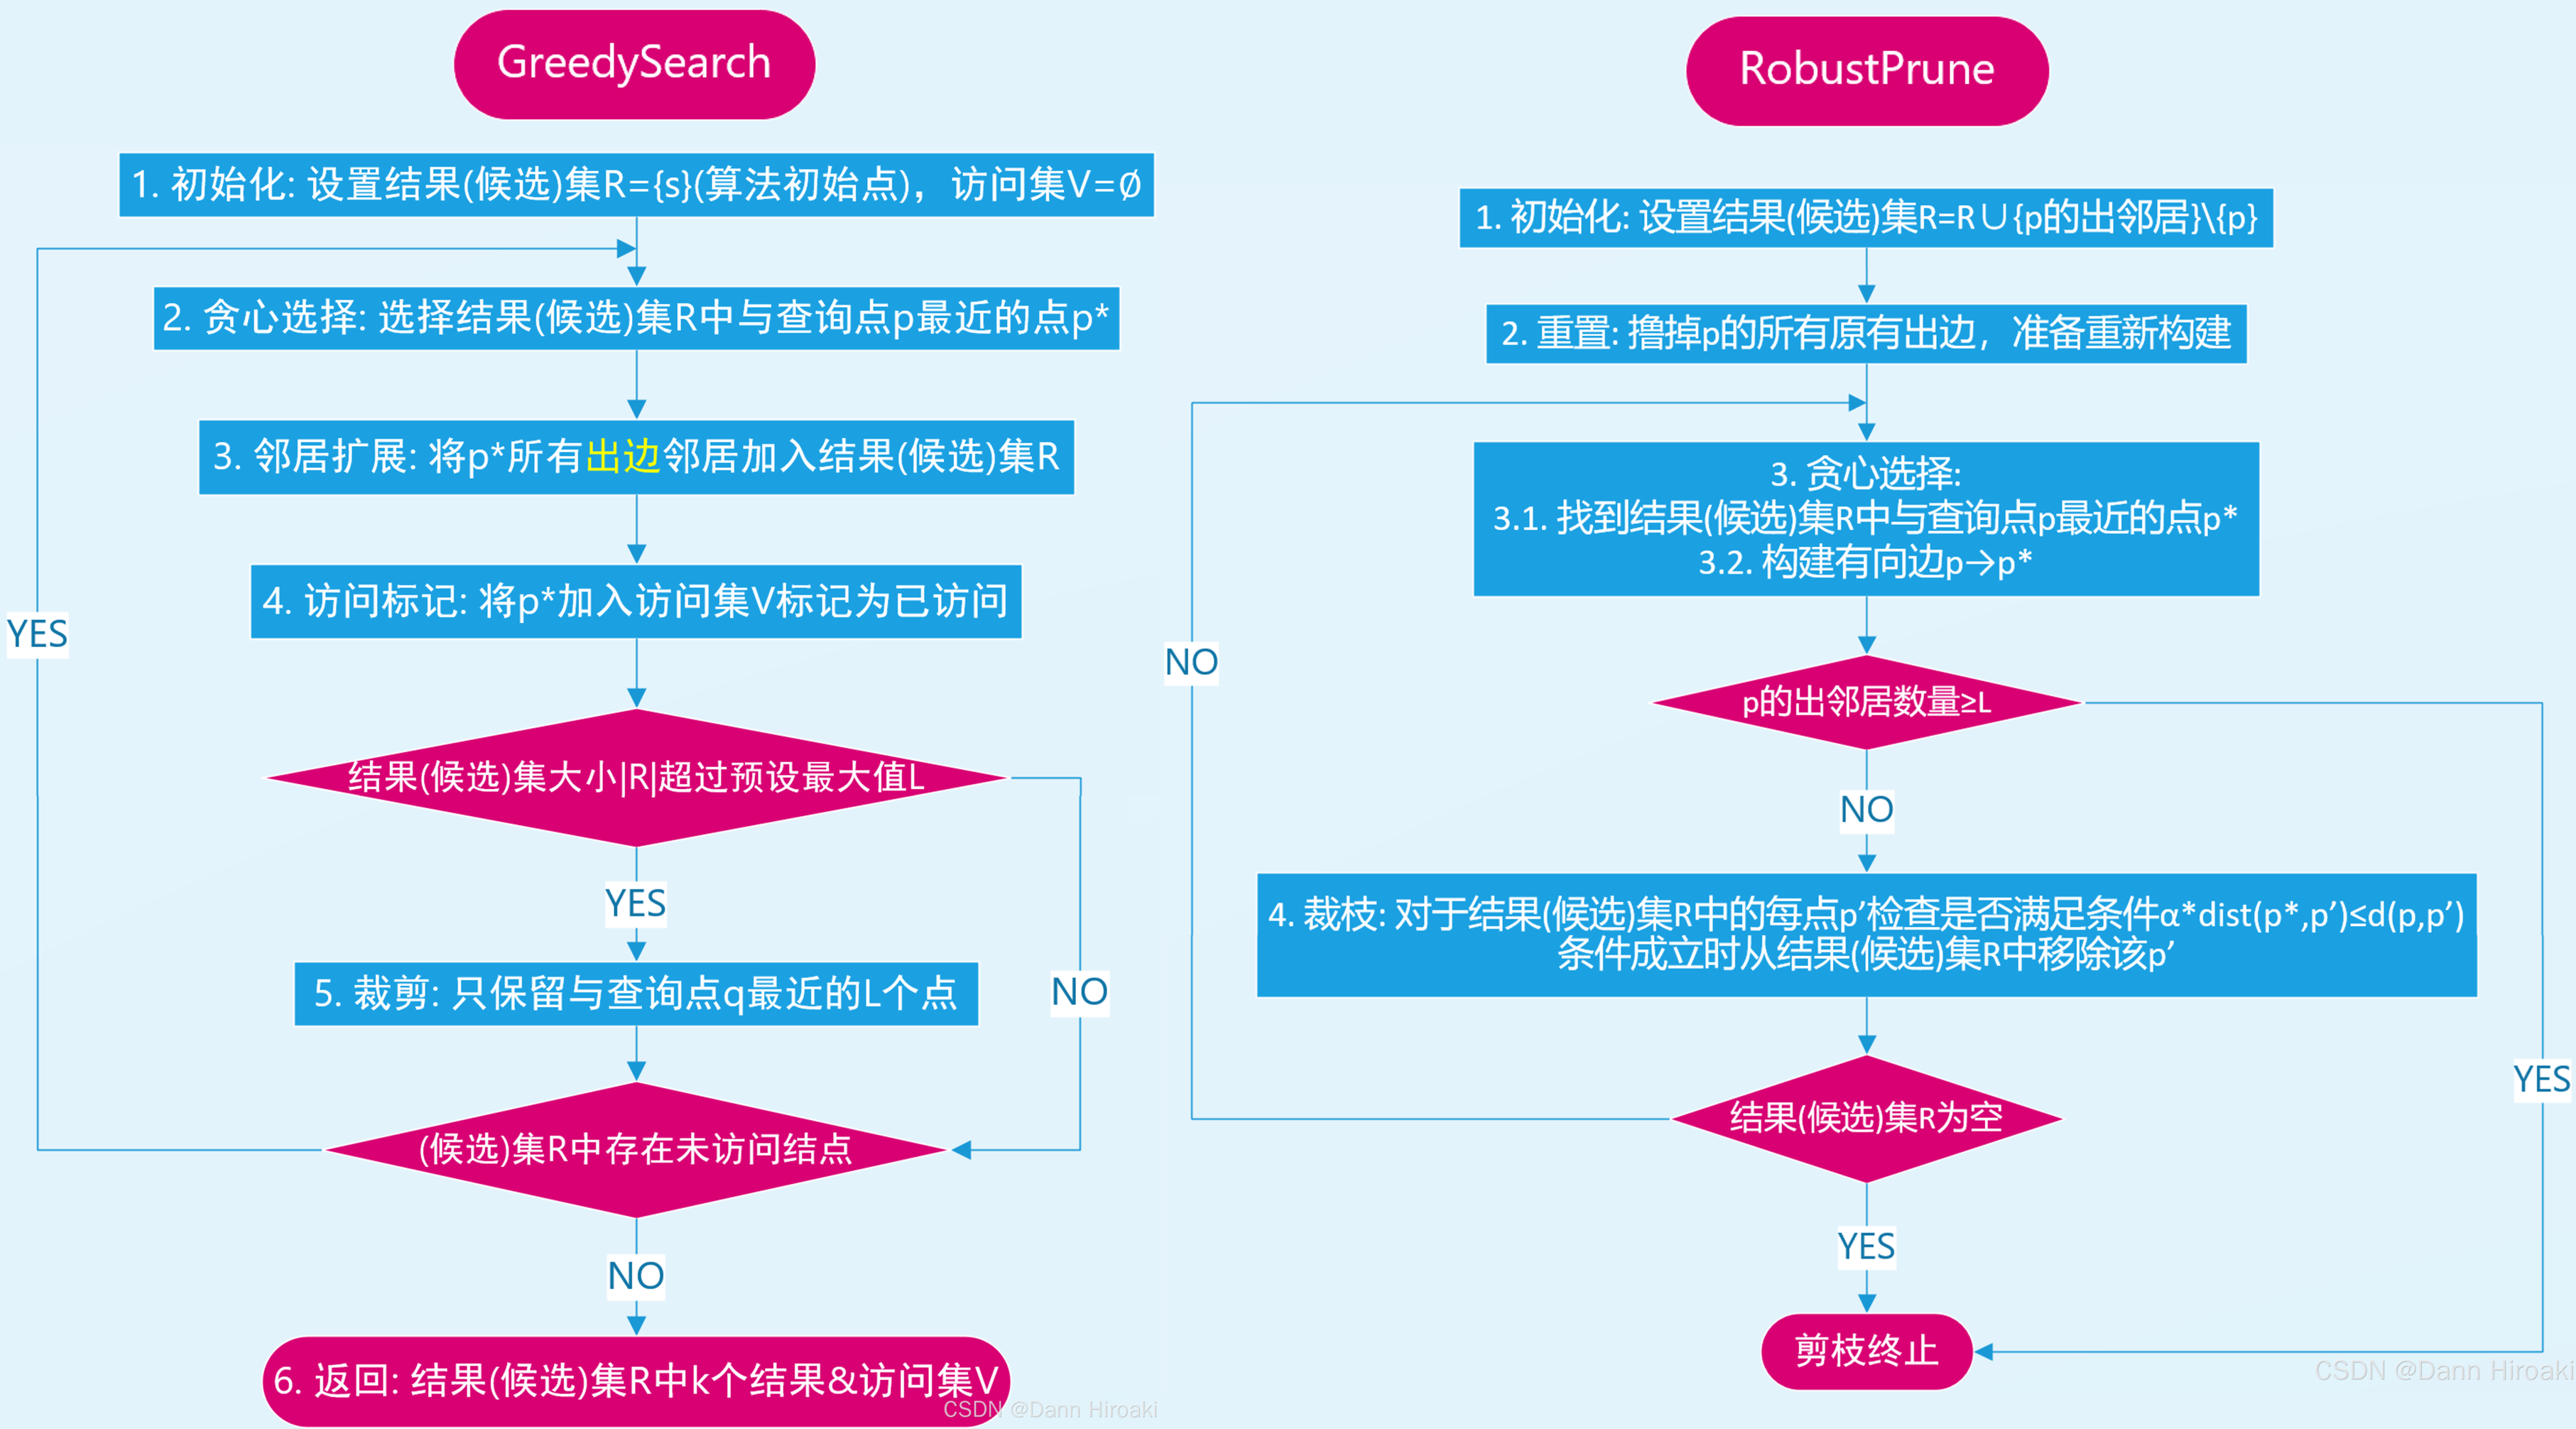 GreedySearch
1. 初始化: 设置结果(候选)集R={s}(算法初始点)，访问集V=∅
2. 贪心选择: 选择结果(候选)集R中与查询点p最近的点p*
3. 邻居扩展: 将p*所有出边邻居加入结果(候选)集R
4. 访问标记: 将p*加入访问集V标记为已访问
YES
结果(候选)集大小|R|超过预设最大值L
YES
NO
5. 裁剪: 只保留与查询点q最近的L个点
(候选)集R中存在未访问结点
NO
6. 返回: 结果(候选)集R中k个结果&访问集V
CSDN @Dann Hiroaki
RobustPrune
1. 初始化: 设置结果(候选)集R=R∪{p的出邻居}\{p}
2. 重置: 撸掉p的所有原有出边，准备重新构建
3. 贪心选择:
3.1. 找到结果(候选)集R中与查询点p最近的点p*
3.2. 构建有向边p→p*
NO
p的出邻居数量≥L
NO
4. 裁枝: 对于结果(候选)集R中的每点p’检查是否满足条件α*dist(p*,p’)≤d(p,p’)
条件成立时从结果(候选)集R中移除该p’
YES
结果(候选)集R为空
YES
剪枝终止
CSDN @Dann Hiroaki